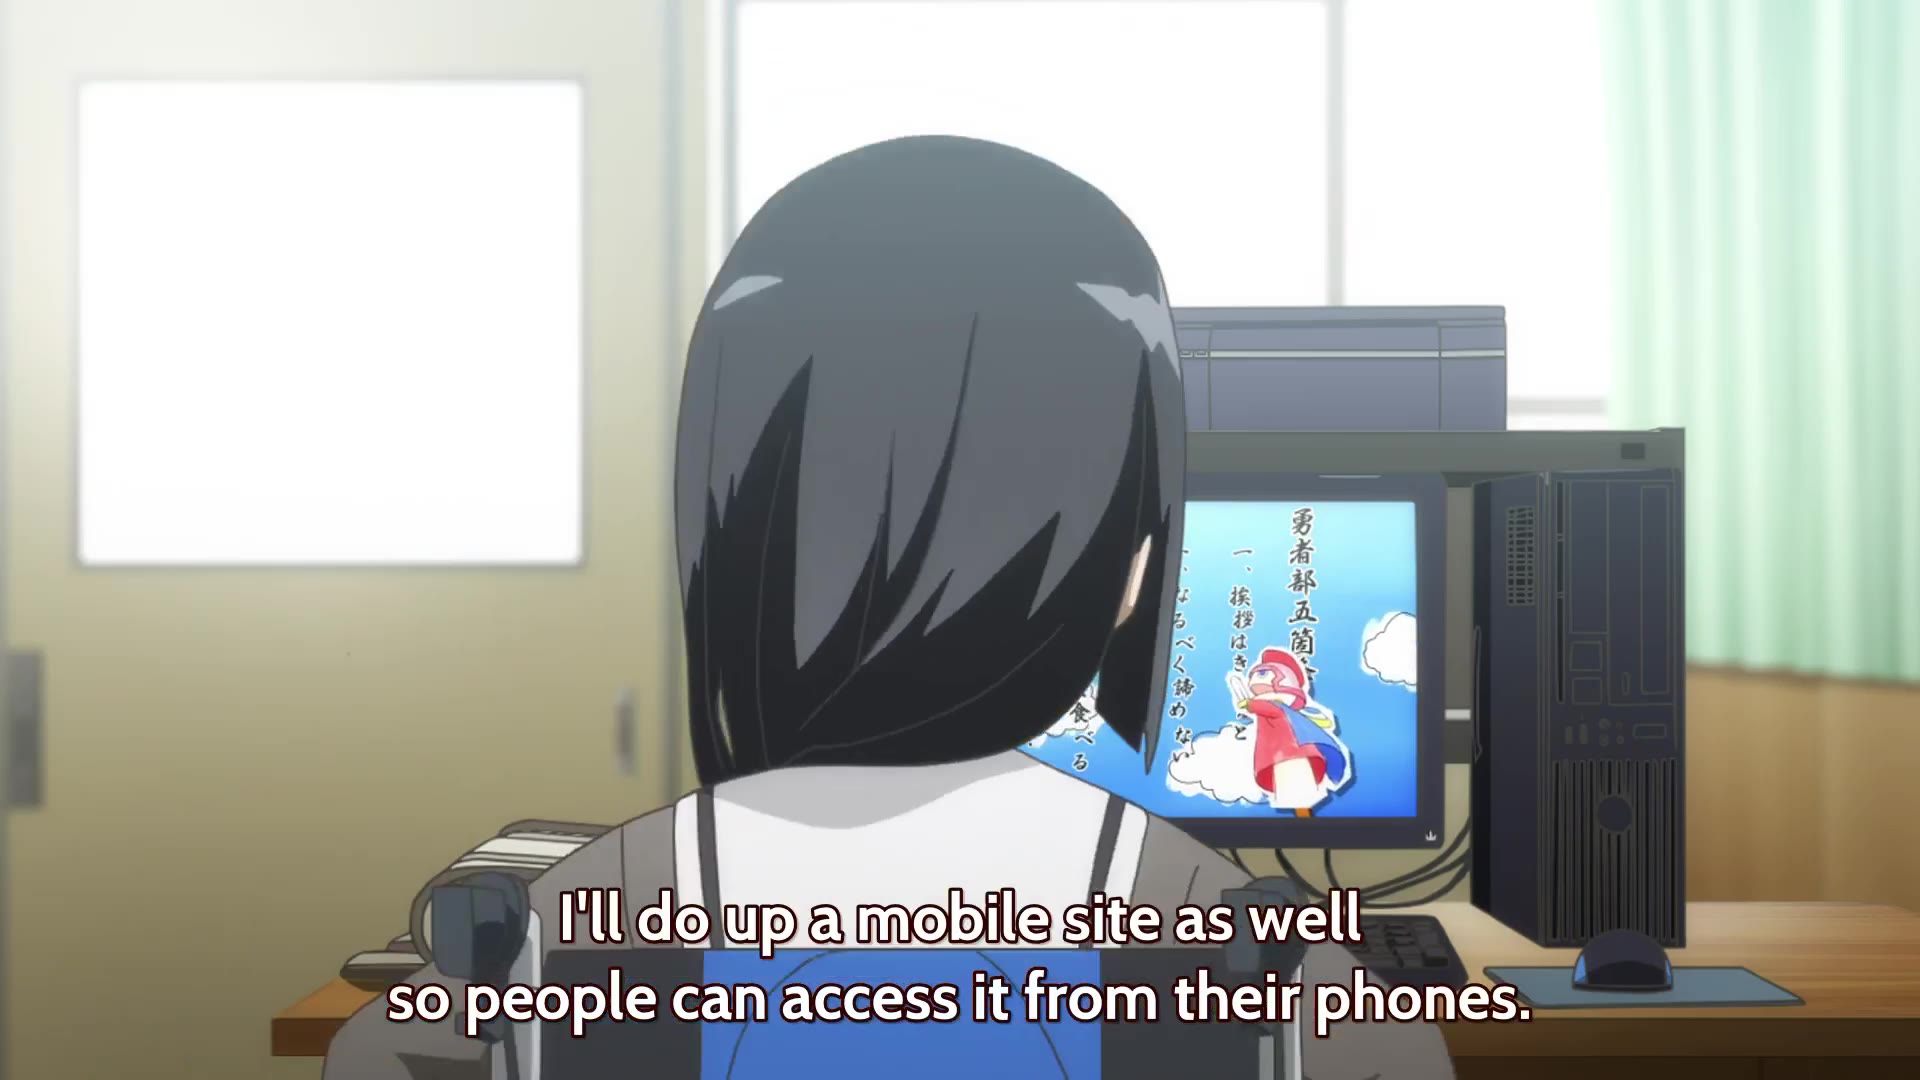 勇者部五箇
一、挨拶はき
一、なるべく諦めない
食べる
I'll do up a mobile site as well
so people can access it from their phones.